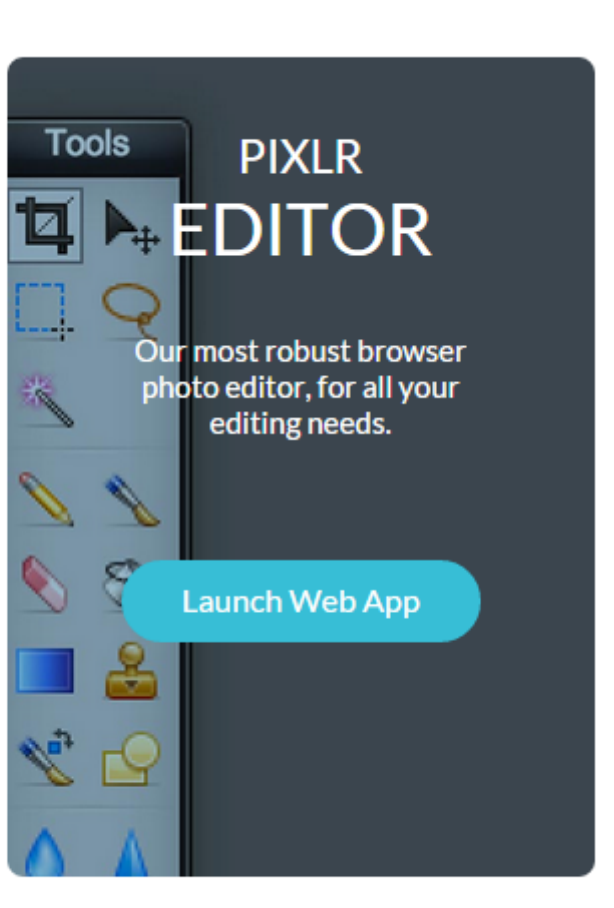 Tools
PIXLR
EDITOR
Our most robust browser
photo editor, for all your
editing needs.
Launch Web App